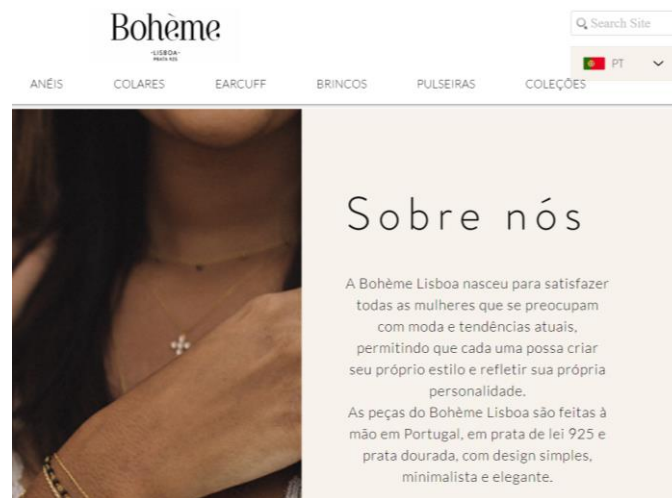 Bohème
-LISBOA-
PRATA 925
Search Site
PT
ANÉIS COLARES EARCUFF BRINCOS PULSEIRAS COLEÇÕES
Sobre nós
A Bohème Lisboa nasceu para satisfazer
todas as mulheres que se preocupam
com moda e tendências atuais,
permitindo que cada uma possa criar
seu próprio estilo e refletir sua própria
personalidade.
As peças do Bohème Lisboa são feitas à
mão em Portugal, em prata de lei 925 e
prata dourada, com design simples,
minimalista e elegante.